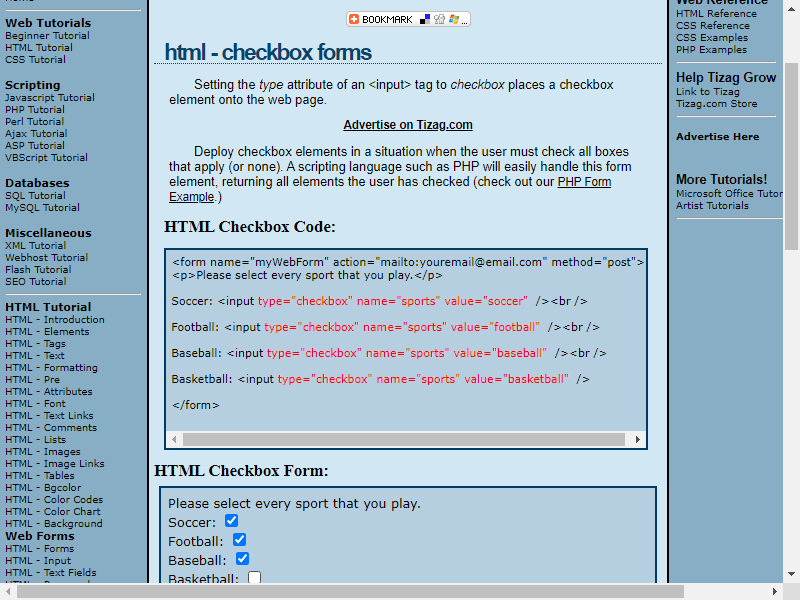 Web Tutorials
Beginner Tutorial
HTML Tutorial
CSS Tutorial
Scripting
Javascript Tutorial
PHP Tutorial
Perl Tutorial
Ajax Tutorial
ASP Tutorial
VBScript Tutorial
Databases
SQL Tutorial
MySQL Tutorial
Miscellaneous
XML Tutorial
Webhost Tutorial
Flash Tutorial
SEO Tutorial
HTML Tutorial
HTML - Introduction
HTML - Elements
HTML - Tags
HTML - Text
HTML - Formatting
HTML - Pre
HTML - Attributes
HTML - Font
HTML - Text Links
HTML - Comments
HTML - Lists
HTML - Images
HTML - Image Links
HTML - Tables
HTML - Bgcolor
HTML - Color Codes
HTML - Color Chart
HTML - Background
Web Forms
HTML - Forms
HTML - Input
HTML - Text Fields
BOOKMARK
html - checkbox forms
Setting the type attribute of an <input> tag to checkbox places a checkbox
element onto the web page.
Advertise on Tizag.com
Deploy checkbox elements in a situation when the user must check all boxes
that apply (or none). A scripting language such as PHP will easily handle this form
element, returning all elements the user has checked (check out our PHP Form
Example.)
HTML Checkbox Code:
<form name="myWebForm" action="mailto:youremail@email.com" method="post">
<p>Please select every sport that you play.</p>
Soccer: <input type="checkbox" name="sports" value="soccer" /><br />
Football: <input type="checkbox" name="sports" value="football" /><br />
Baseball: <input type="checkbox" name="sports" value="baseball" /><br />
Basketball: <input type="checkbox" name="sports" value="basketball" />
</form>
HTML Checkbox Form:
Please select every sport that you play.
Soccer:
Football:
Baseball:
Basketball:
Web Reference
HTML Reference
CSS Reference
CSS Examples
PHP Examples
Help Tizag Grow
Link to Tizag
Tizag.com Store
Advertise Here
More Tutorials!
Microsoft Office Tutor
Artist Tutorials